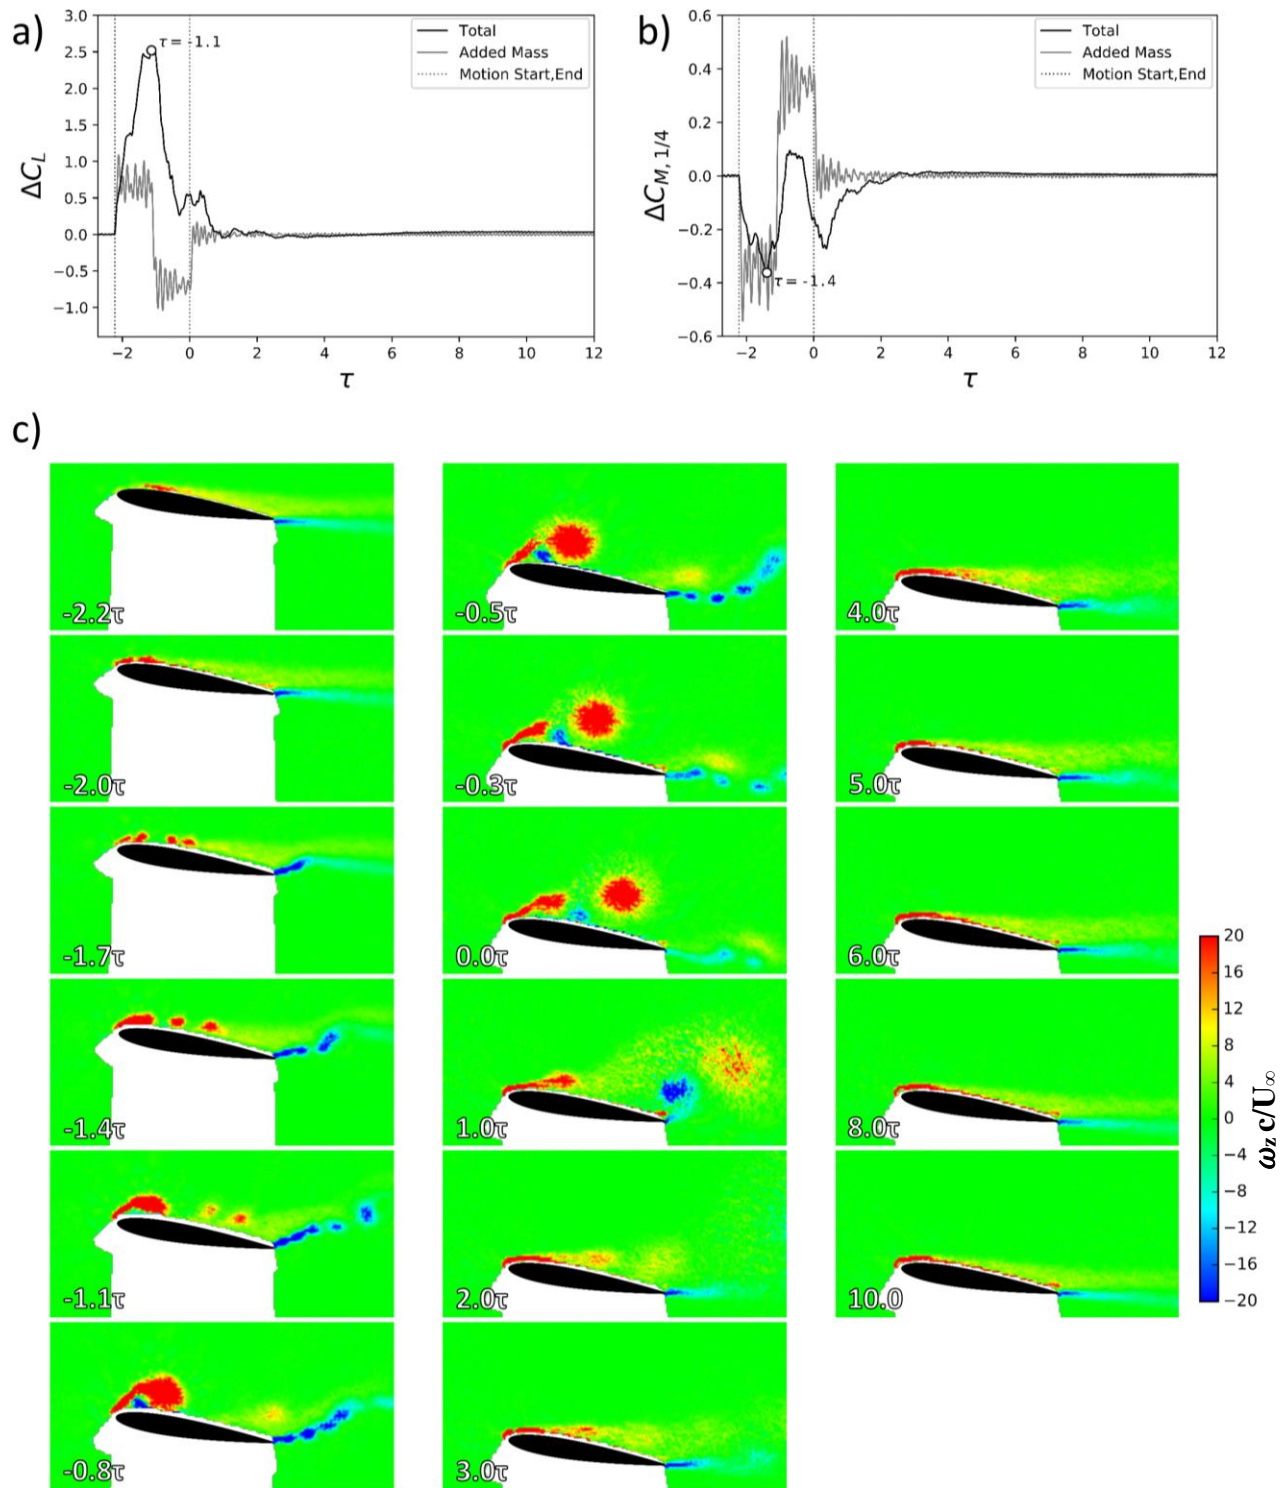 a)
3.0
2.5
2.0
1.5
1.0
0.5
0.0
−0.5
−1.0
ΔC_L
τ = -1.1
Total
Added Mass
Motion Start,End
−2 0 2 4 6 8 10 12
τ
b)
0.6
0.4
0.2
0.0
−0.2
−0.4
−0.6
ΔC_M, 1/4
τ = -1.4
Total
Added Mass
Motion Start,End
−2 0 2 4 6 8 10 12
τ
c)
-2.2τ
-2.0τ
-1.7τ
-1.4τ
-1.1τ
-0.8τ
-0.5τ
-0.3τ
0.0τ
1.0τ
2.0τ
3.0τ
4.0τ
5.0τ
6.0τ
8.0τ
10.0
20
16
12
8
4
0
−4
−8
−12
−16
−20
ω_z c/U_∞